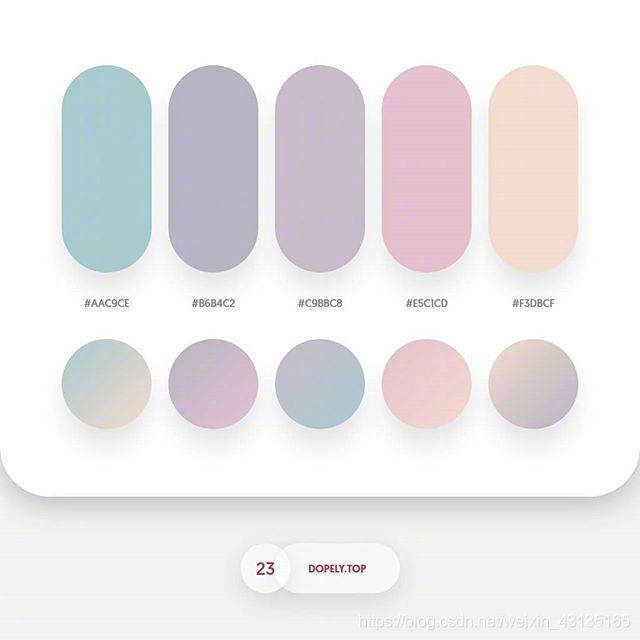 #AAC9CE
#B6B4C2
#C9BBC8
#E5C1CD
#F3DBCF
23
DOPELY.TOP
https://blog.csdn.net/weixin_43135165